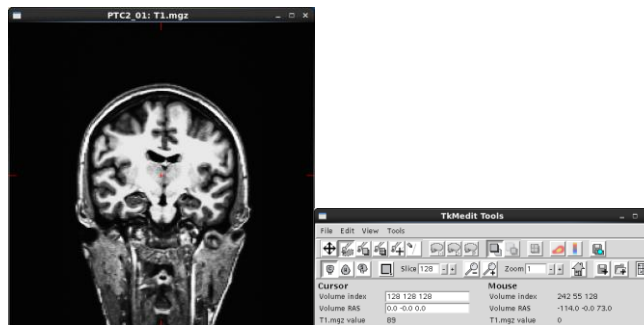 PTC2_01: T1.mgz
TkMedit Tools
File Edit View Tools
Slice 128 Zoom 1
Cursor Mouse
Volume Index 128 128 128 Volume Index 242 55 128
Volume RAS 0.0 -0.0 0.0 Volume RAS -114.0 -0.0 73.0
T1.mgz value 89 T1.mgz value 0